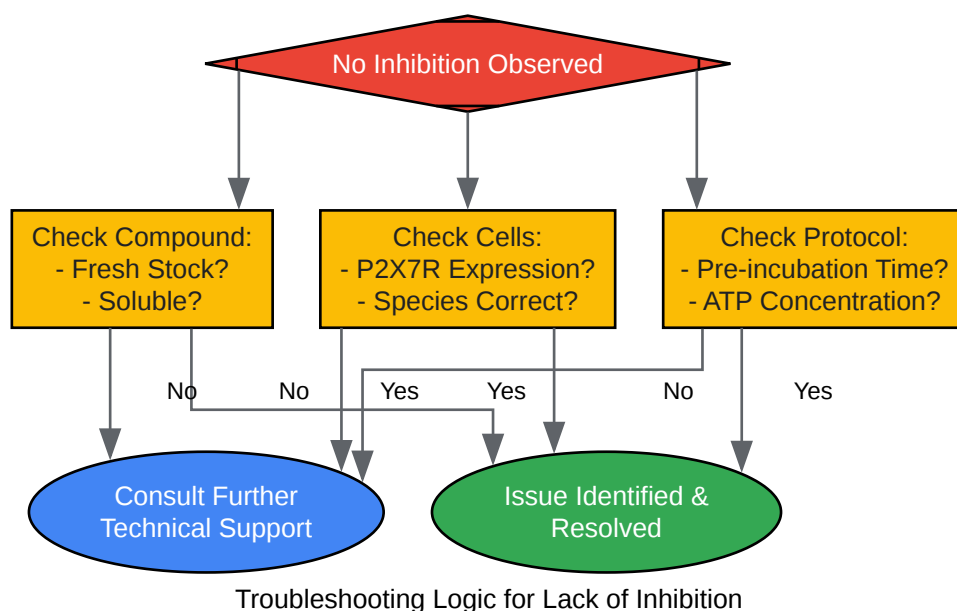 No Inhibition Observed
Check Compound:
- Fresh Stock?
- Soluble?
Check Cells:
- P2X7R Expression?
- Species Correct?
Check Protocol:
- Pre-incubation Time?
- ATP Concentration?
No
No
Yes
Yes
No
Yes
Consult Further
Technical Support
Issue Identified &
Resolved
Troubleshooting Logic for Lack of Inhibition